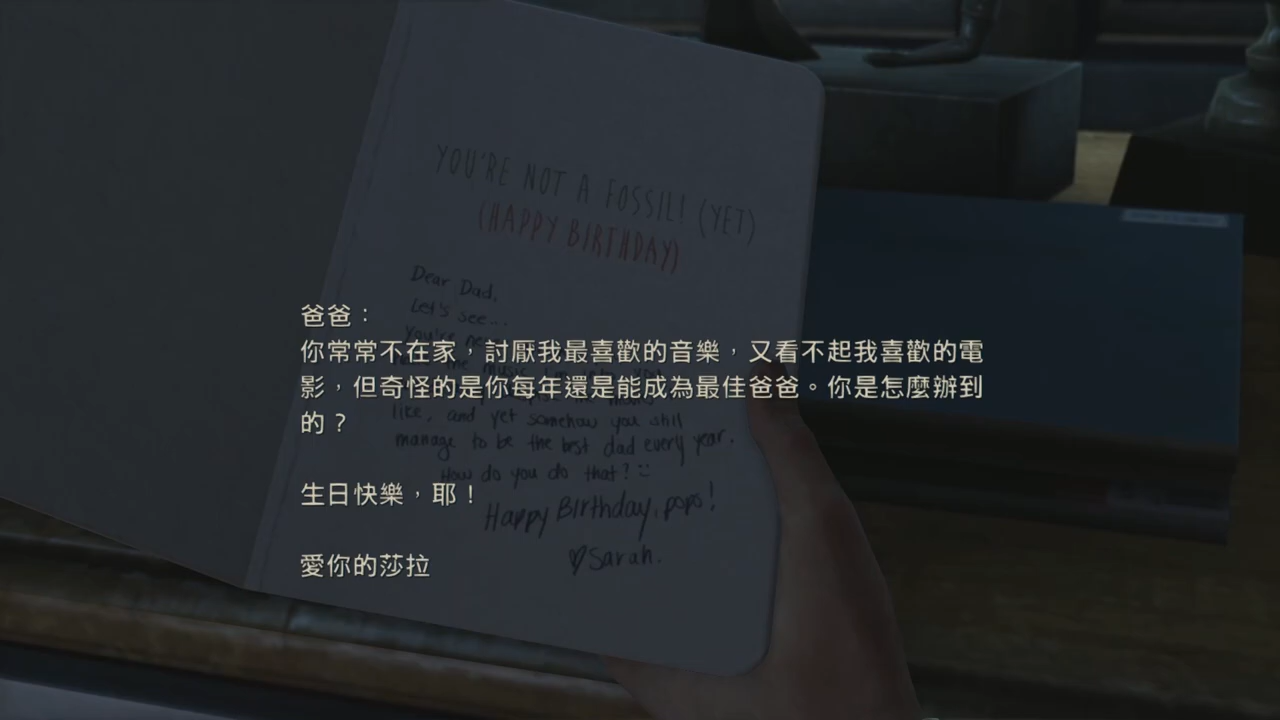 YOU'RE NOT A FOSSIL! (YET)
(HAPPY BIRTHDAY)
Dear Dad,
Let's see...
爸爸：
你常常不在家，討厭我最喜歡的音樂，又看不起我喜歡的電
影，但奇怪的是你每年還是能成為最佳爸爸。你是怎麼辦到
的？
like, and yet somehow you still
manage to be the best dad every year.
How do you do that? :)
生日快樂，耶！
Happy Birthday, pops!
愛你的莎拉
♡Sarah.